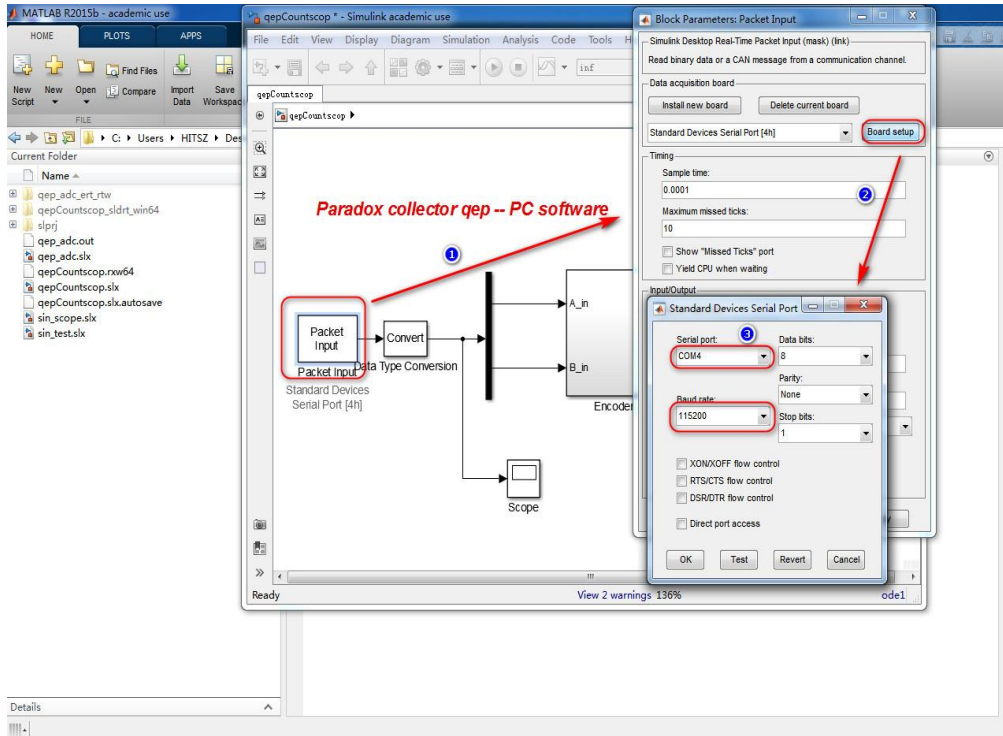 MATLAB R2015b - academic use
HOME PLOTS APPS
New Script
New
Open
Find Files
Compare
Import Data
Save
FILE
C: ▸ Users ▸ HITSZ ▸
Current Folder
Name
qep_adc_ert_rtw
qepCountscop_sldrt_win64
slprj
qep_adc.out
qep_adc.slx
qepCountscop.rxw64
qepCountscop.slx
qepCountscop.slx.autosave
sin_scope.slx
sin_test.slx
Details
qepCountscop * - Simulink academic use
File Edit View Display Diagram Simulation Analysis Code Tools
inf
qepCountscop
qepCountscop
Paradox collector qep -- PC software
1
Packet Input
Packet Input
Standard Devices
Serial Port [4h]
Convert
Data Type Conversion
A_in
B_in
Encoder
Scope
Ready
View 2 warnings 136%
ode1
Block Parameters: Packet Input
Simulink Desktop Real-Time Packet Input (mask) (link)
Read binary data or a CAN message from a communication channel.
Data acquisition board
Install new board
Delete current board
Standard Devices Serial Port [4h]
Board setup
Timing
Sample time:
0.0001
2
Maximum missed ticks:
10
Show "Missed Ticks" port
Yield CPU when waiting
Input/Output
Standard Devices Serial Port
3
Serial port:
COM4
Data bits:
8
Parity:
None
Baud rate:
115200
Stop bits:
1
XON/XOFF flow control
RTS/CTS flow control
DSR/DTR flow control
Direct port access
OK Test Revert Cancel